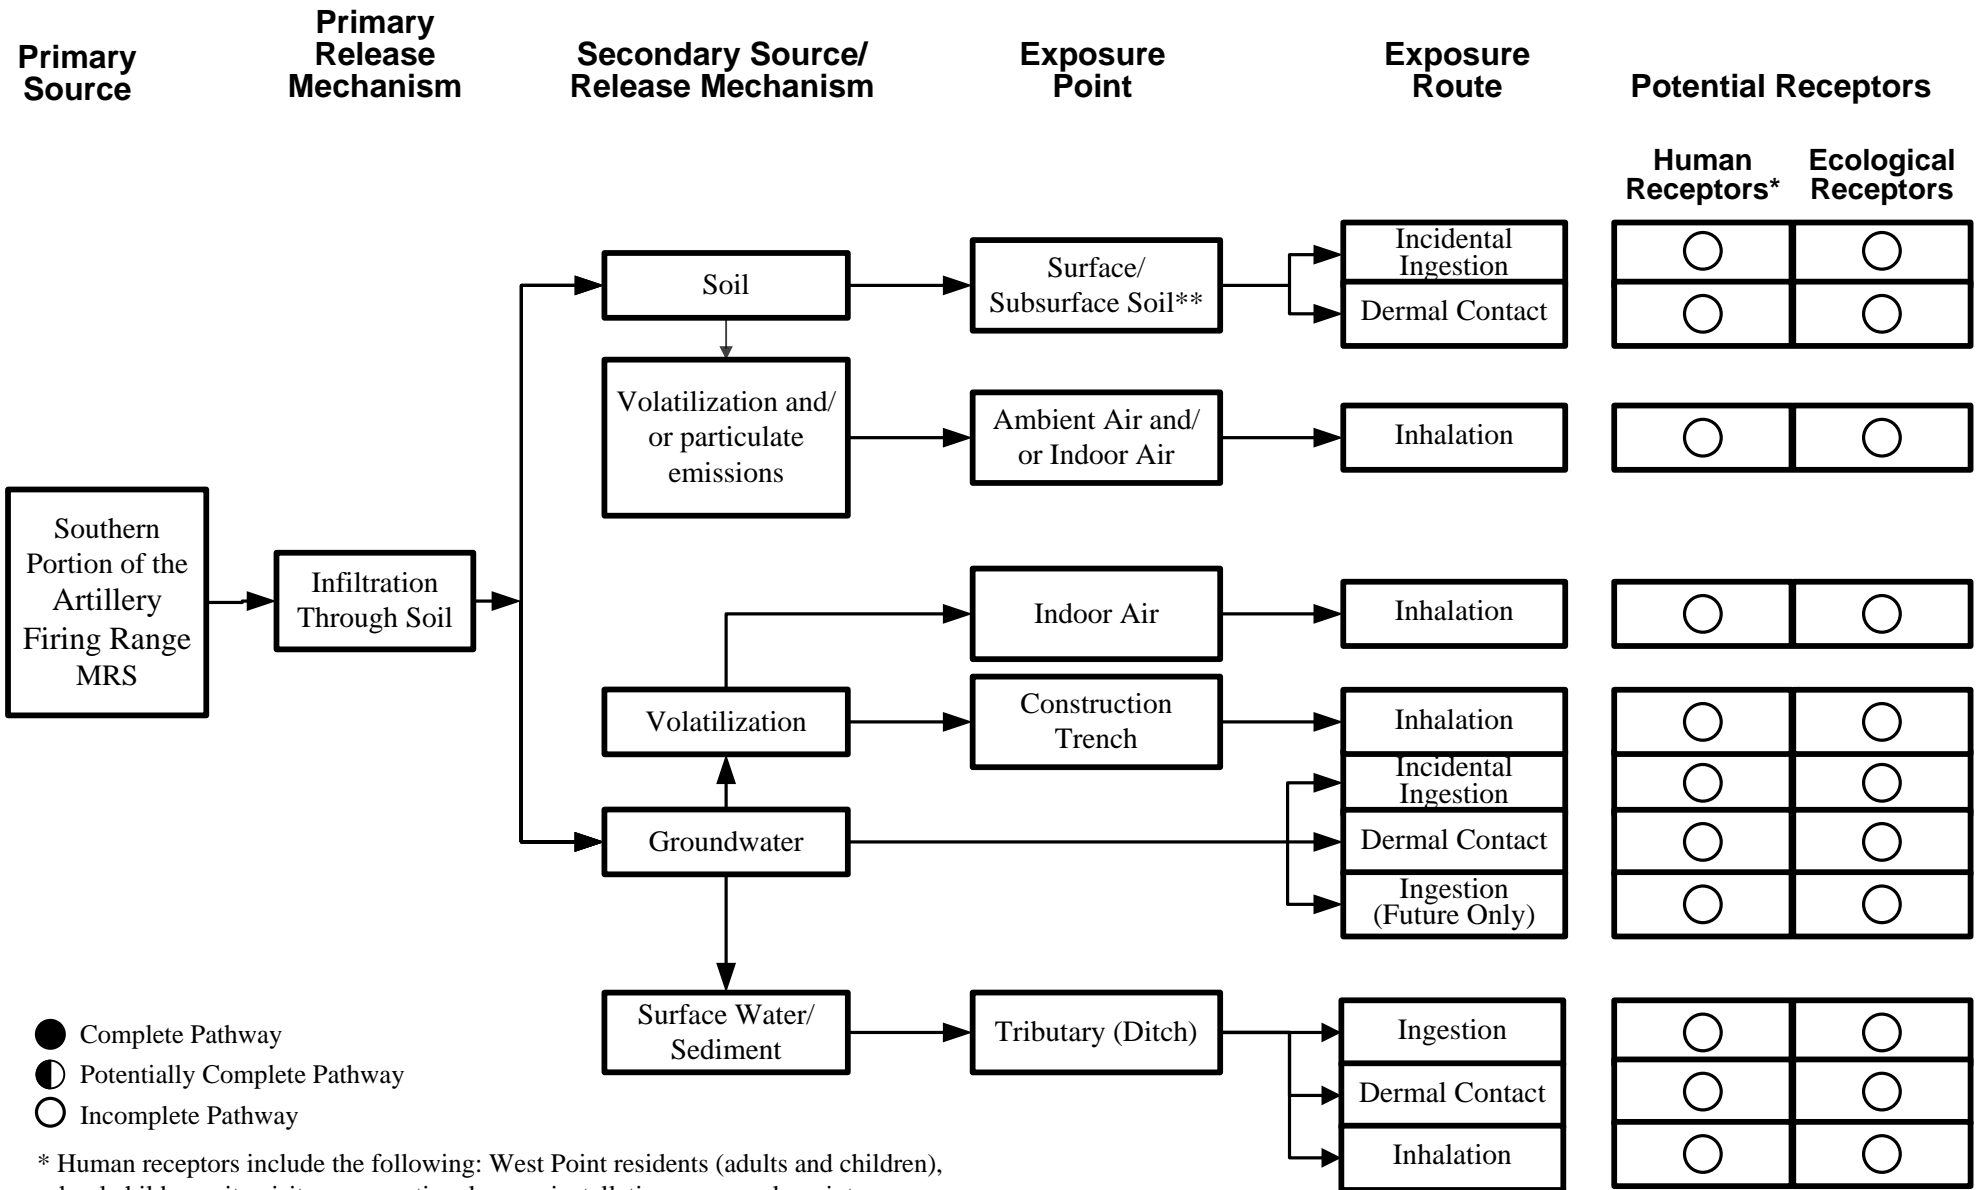 Primary
Source
Primary
Release
Mechanism
Secondary Source/
Release Mechanism
Exposure
Point
Exposure
Route
Potential Receptors
Human
Receptors*
Ecological
Receptors
Soil
Surface/
Subsurface Soil**
Incidental
Ingestion
Dermal Contact
Volatilization and/
or particulate
emissions
Ambient Air and/
or Indoor Air
Inhalation
Southern
Portion of the
Artillery
Firing Range
MRS
Infiltration
Through Soil
Indoor Air
Inhalation
Volatilization
Construction
Trench
Inhalation
Incidental
Ingestion
Groundwater
Dermal Contact
Ingestion
(Future Only)
Surface Water/
Sediment
Tributary (Ditch)
Ingestion
Dermal Contact
Inhalation
Complete Pathway
Potentially Complete Pathway
Incomplete Pathway
* Human receptors include the following: West Point residents (adults and children),